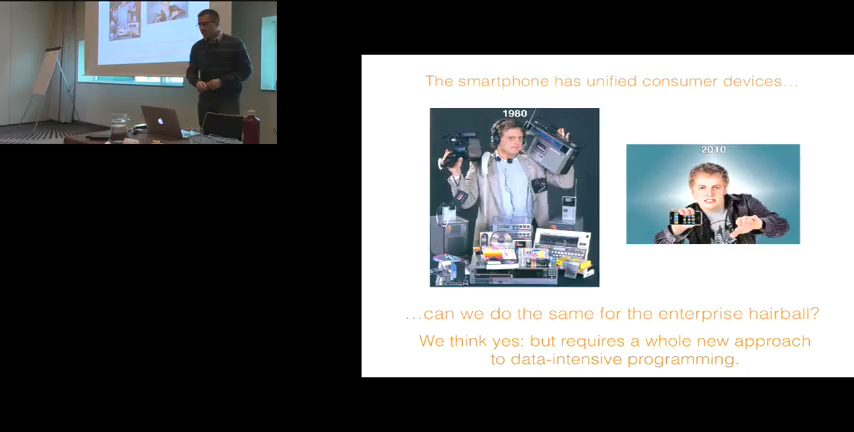 The smartphone has unified consumer devices...
1980
2010
...can we do the same for the enterprise hairball?
We think yes: but requires a whole new approach
to data-intensive programming.